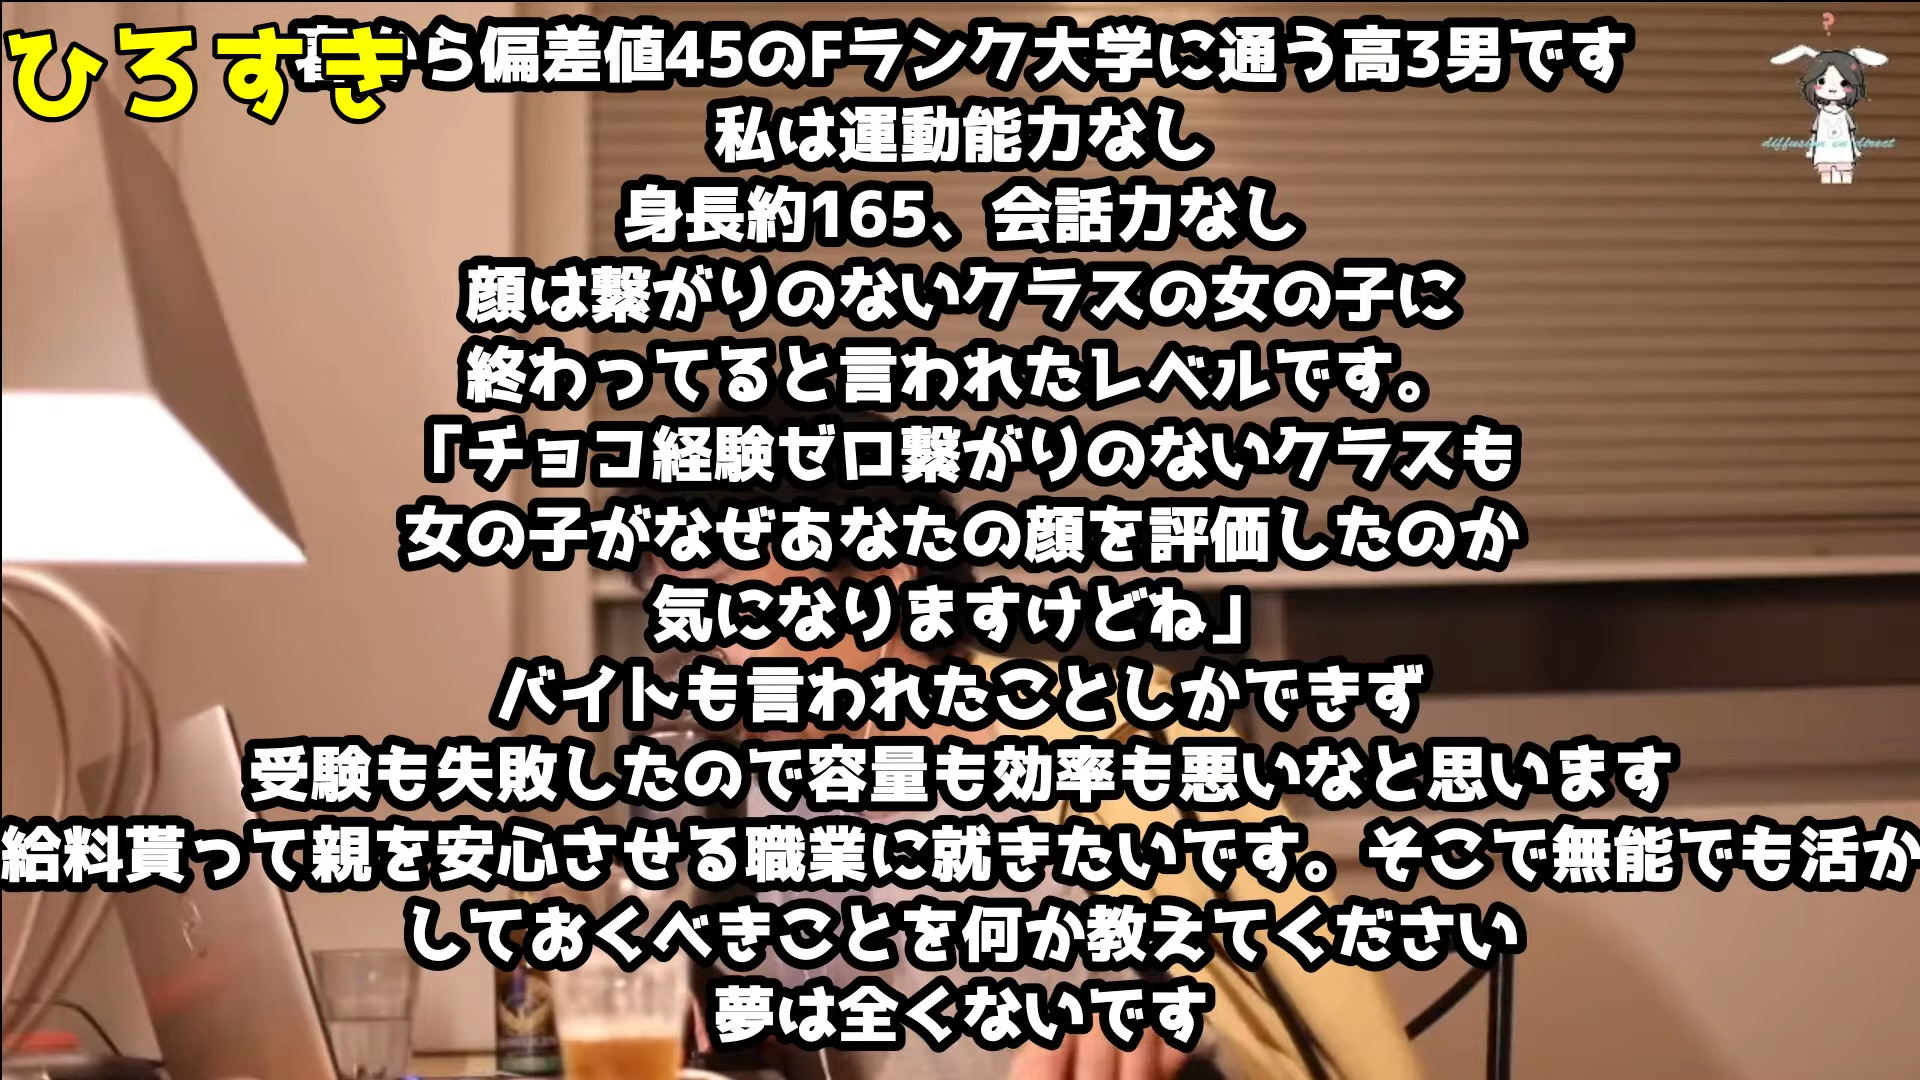 ひろすき
春から偏差値45のFランク大学に通う高3男です
私は運動能力なし
身長約165、会話力なし
顔は繋がりのないクラスの女の子に
終わってると言われたレベルです。
「チョコ経験ゼロ繋がりのないクラスも
女の子がなぜあなたの顔を評価したのか
気になりますけどね」
バイトも言われたことしかできず
受験も失敗したので容量も効率も悪いなと思います
給料貰って親を安心させる職業に就きたいです。そこで無能でも活か
しておくべきことを何か教えてください
夢は全くないです
?
diffusion en direct